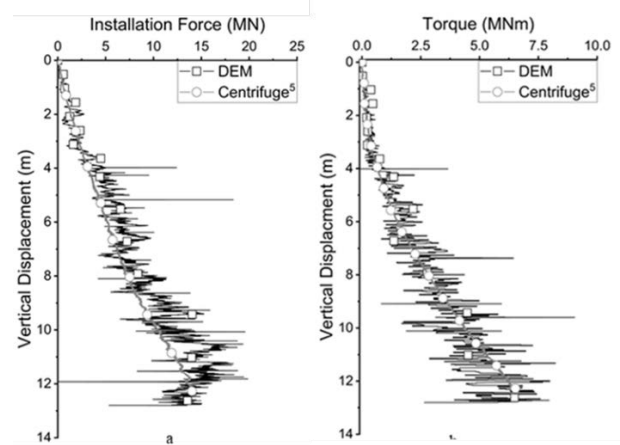 Installation Force (MN)
0 5 10 15 20 25
0
2
4
6
8
10
12
14
Vertical Displacement (m)
DEM
Centrifuge5
a
Torque (MNm)
0.0 2.5 5.0 7.5 10.0
0
2
4
6
8
10
12
14
Vertical Displacment (m)
DEM
Centrifuge5